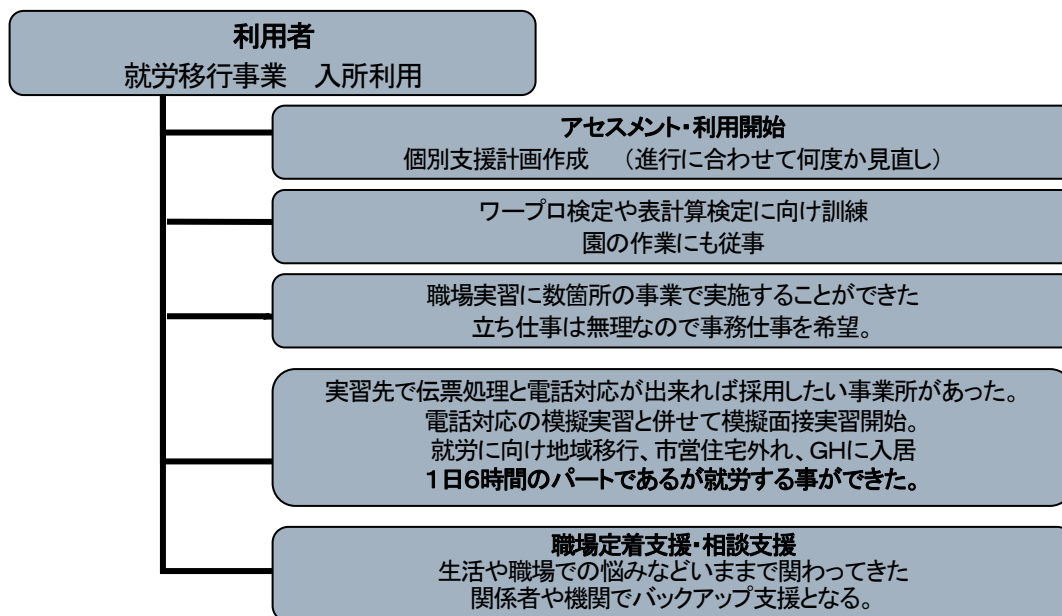 利用者
就労移行事業　入所利用
アセスメント・利用開始
個別支援計画作成　（進行に合わせて何度か見直し）
ワープロ検定や表計算検定に向け訓練
園の作業にも従事
職場実習に数箇所の事業で実施することができた
立ち仕事は無理なので事務仕事を希望。
実習先で伝票処理と電話対応が出来れば採用したい事業所があった。
電話対応の模擬実習と併せて模擬面接実習開始。
就労に向け地域移行、市営住宅外れ、GHに入居
1日6時間のパートであるが就労する事ができた。
職場定着支援・相談支援
生活や職場での悩みなどいままで関わってきた
関係者や機関でバックアップ支援となる。